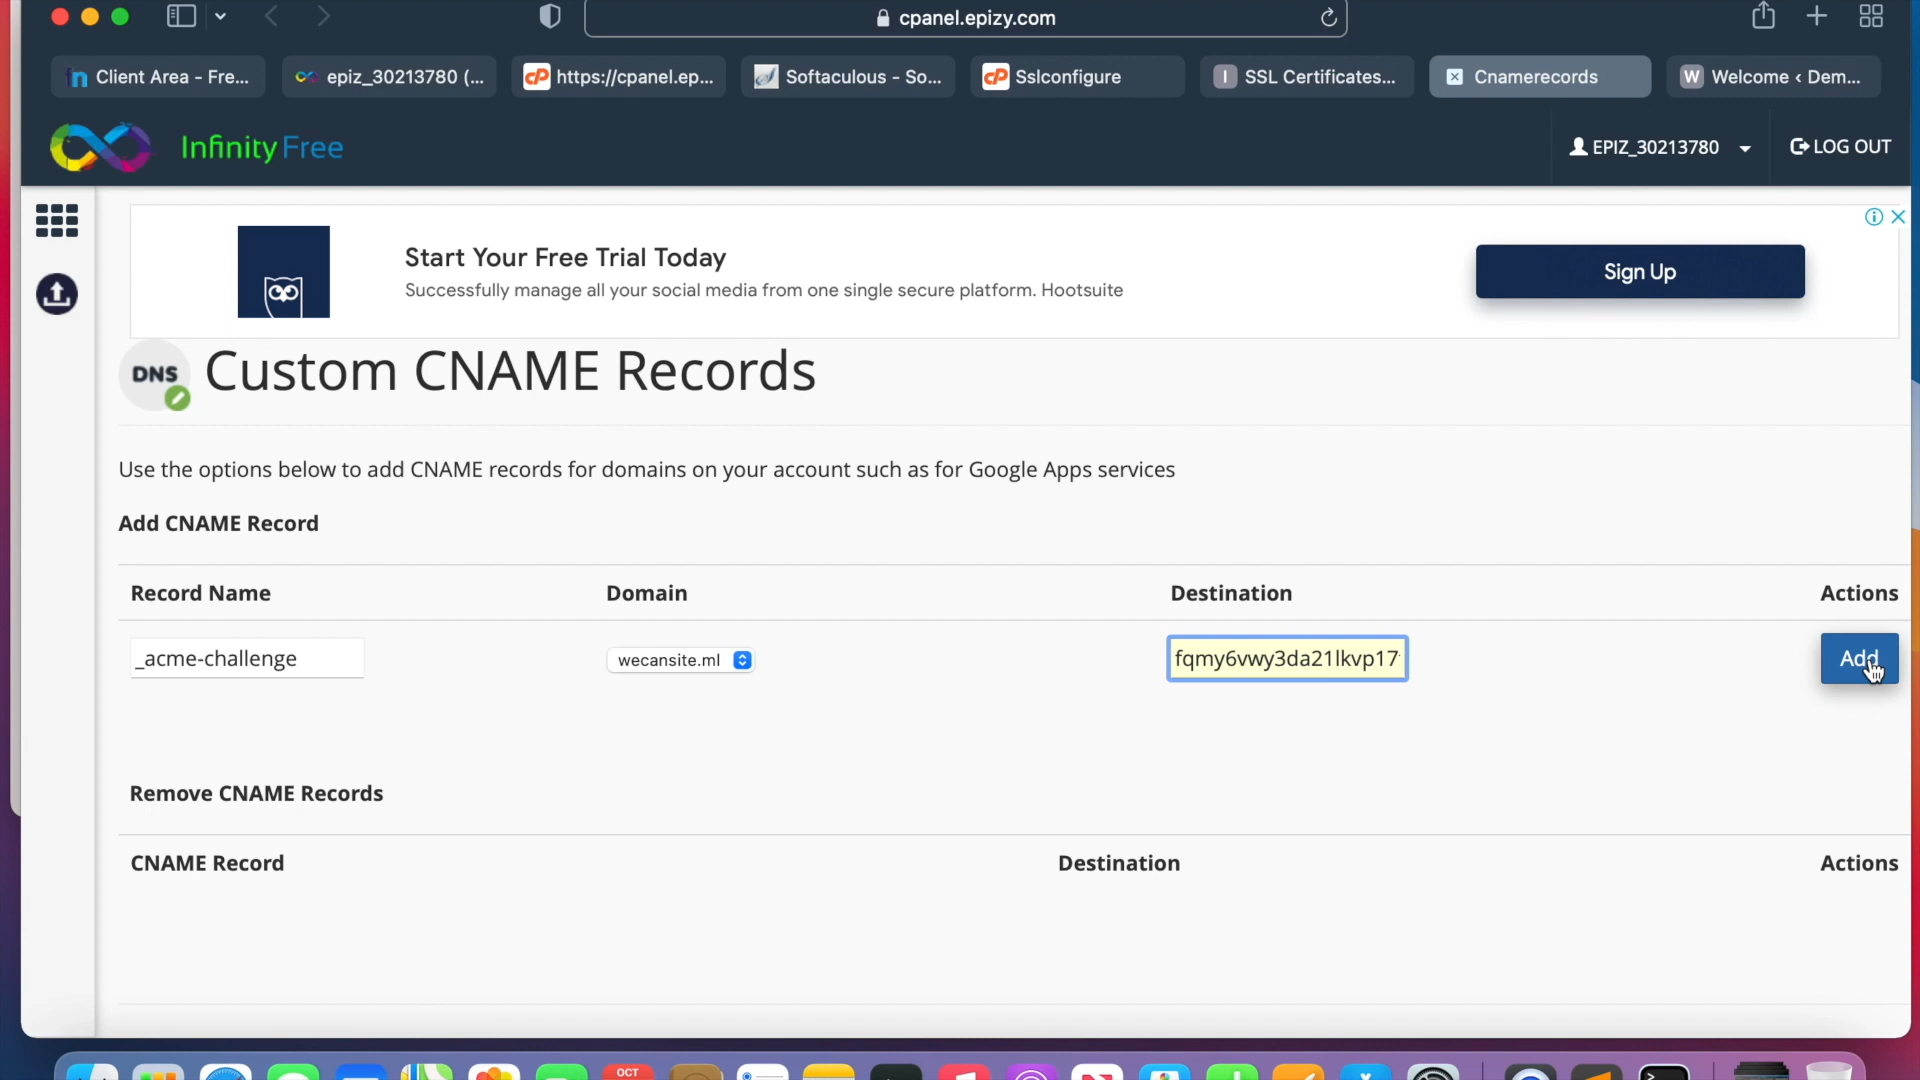 cpanel.epizy.com
Client Area - Fre...
epiz_30213780 (...
cP https://cpanel.ep...
Softaculous - So...
cP Sslconfigure
I SSL Certificates...
Cnamerecords
W Welcome ‹ Dem...
InfinityFree
EPIZ_30213780
LOG OUT
Start Your Free Trial Today
Successfully manage all your social media from one single secure platform. Hootsuite
Sign Up
DNS
Custom CNAME Records
Use the options below to add CNAME records for domains on your account such as for Google Apps services
Add CNAME Record
Record Name Domain Destination Actions
_acme-challenge wecansite.ml fqmy6vwy3da21lkvp17 Add
Remove CNAME Records
CNAME Record Destination Actions
OCT